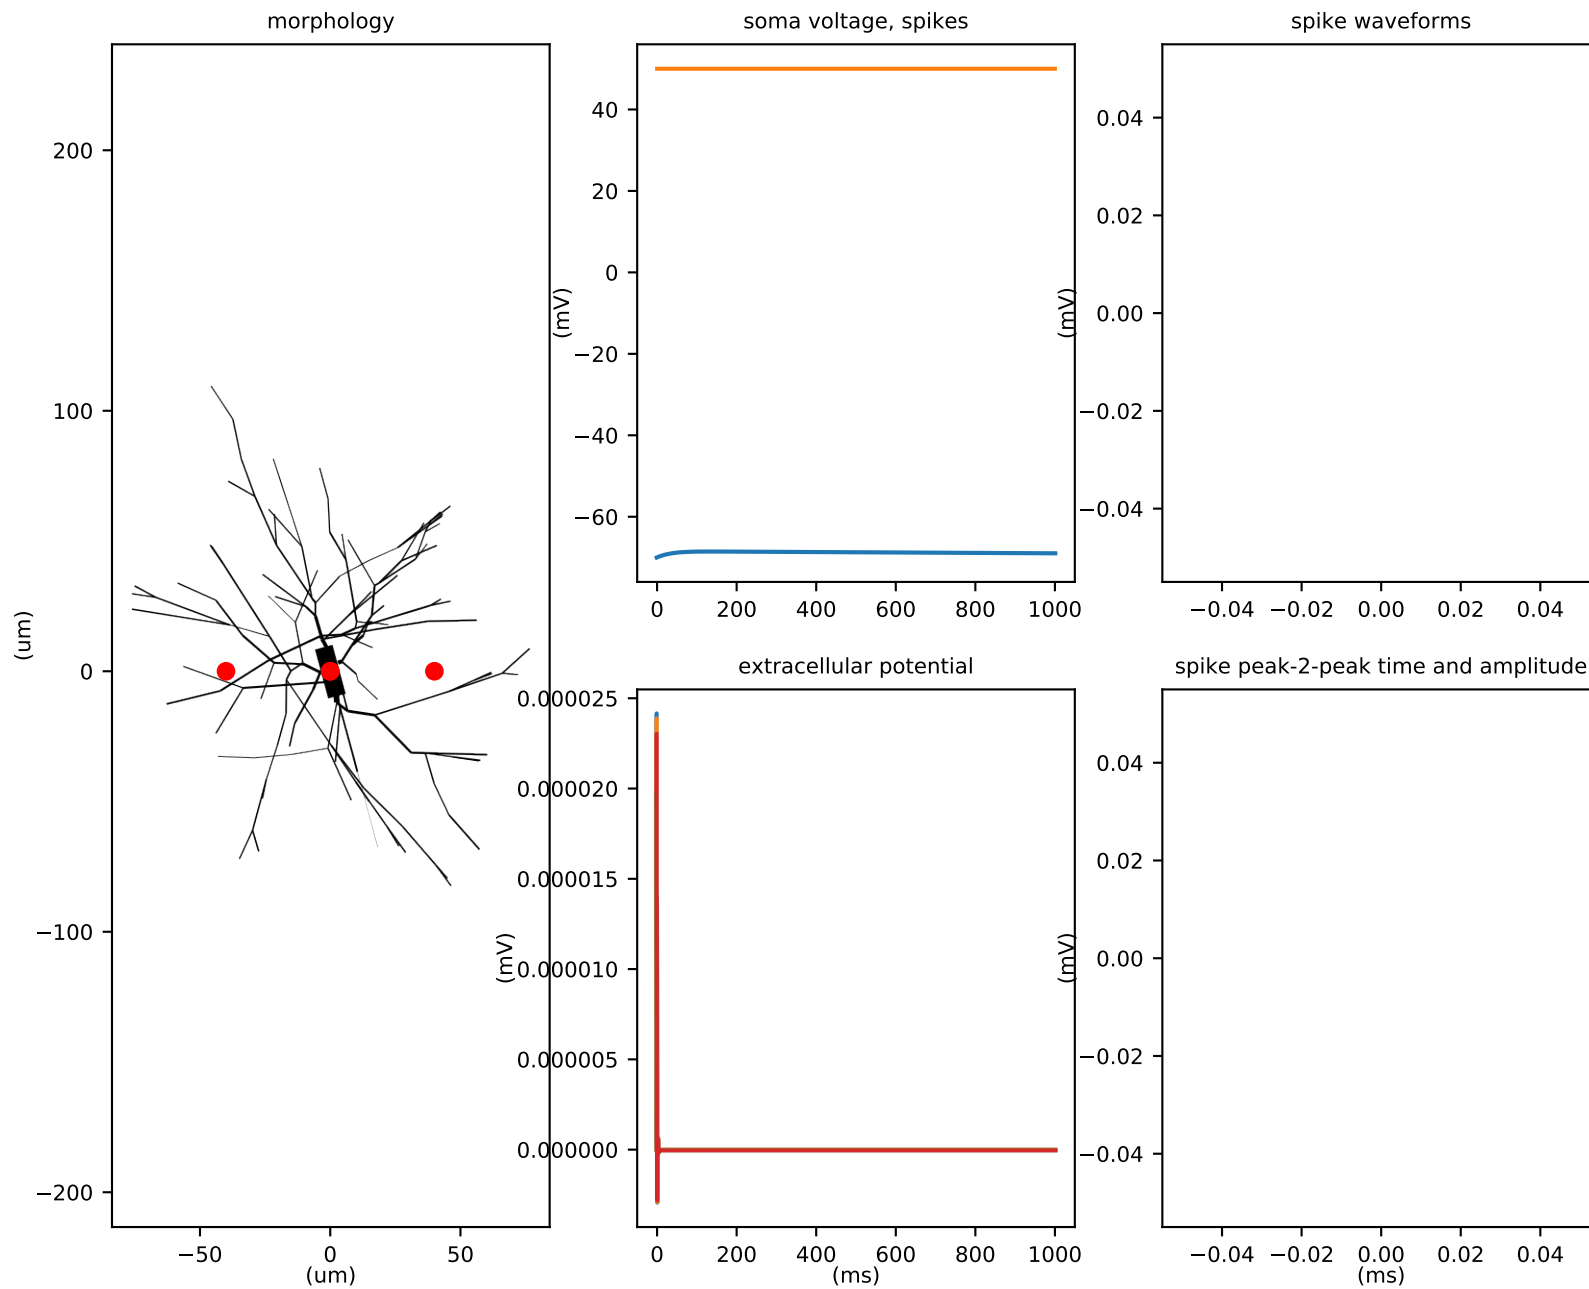 morphology
200
100
0
−100
−200
(um)
−50 0 50
(um)
soma voltage, spikes
40
20
0
−20
−40
−60
(mV)
0 200 400 600 800 1000
spike waveforms
0.04
0.02
0.00
−0.02
−0.04
(mV)
−0.04 −0.02 0.00 0.02 0.04
extracellular potential
0.000025
0.000020
0.000015
0.000010
0.000005
0.000000
(mV)
0 200 400 600 800 1000
(ms)
spike peak-2-peak time and amplitude
0.04
0.02
0.00
−0.02
−0.04
(mV)
−0.04 −0.02 0.00 0.02 0.04
(ms)